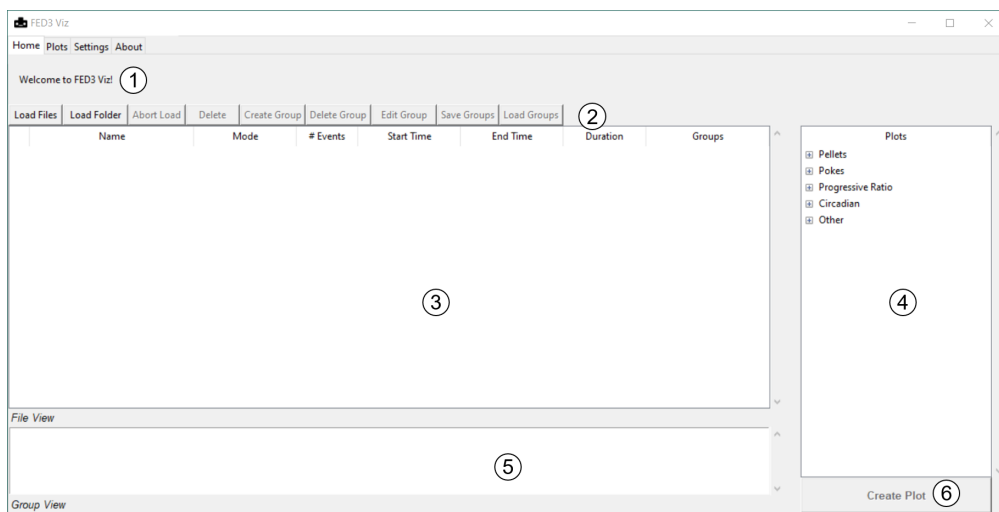 FED3 Viz
Home Plots Settings About
Welcome to FED3 Viz! 1
Load Files Load Folder Abort Load Delete Create Group Delete Group Edit Group Save Groups Load Groups 2
Name Mode # Events Start Time End Time Duration Groups
Plots
Pellets
Pokes
Progressive Ratio
Circadian
Other
3
4
File View
5
Group View
Create Plot 6